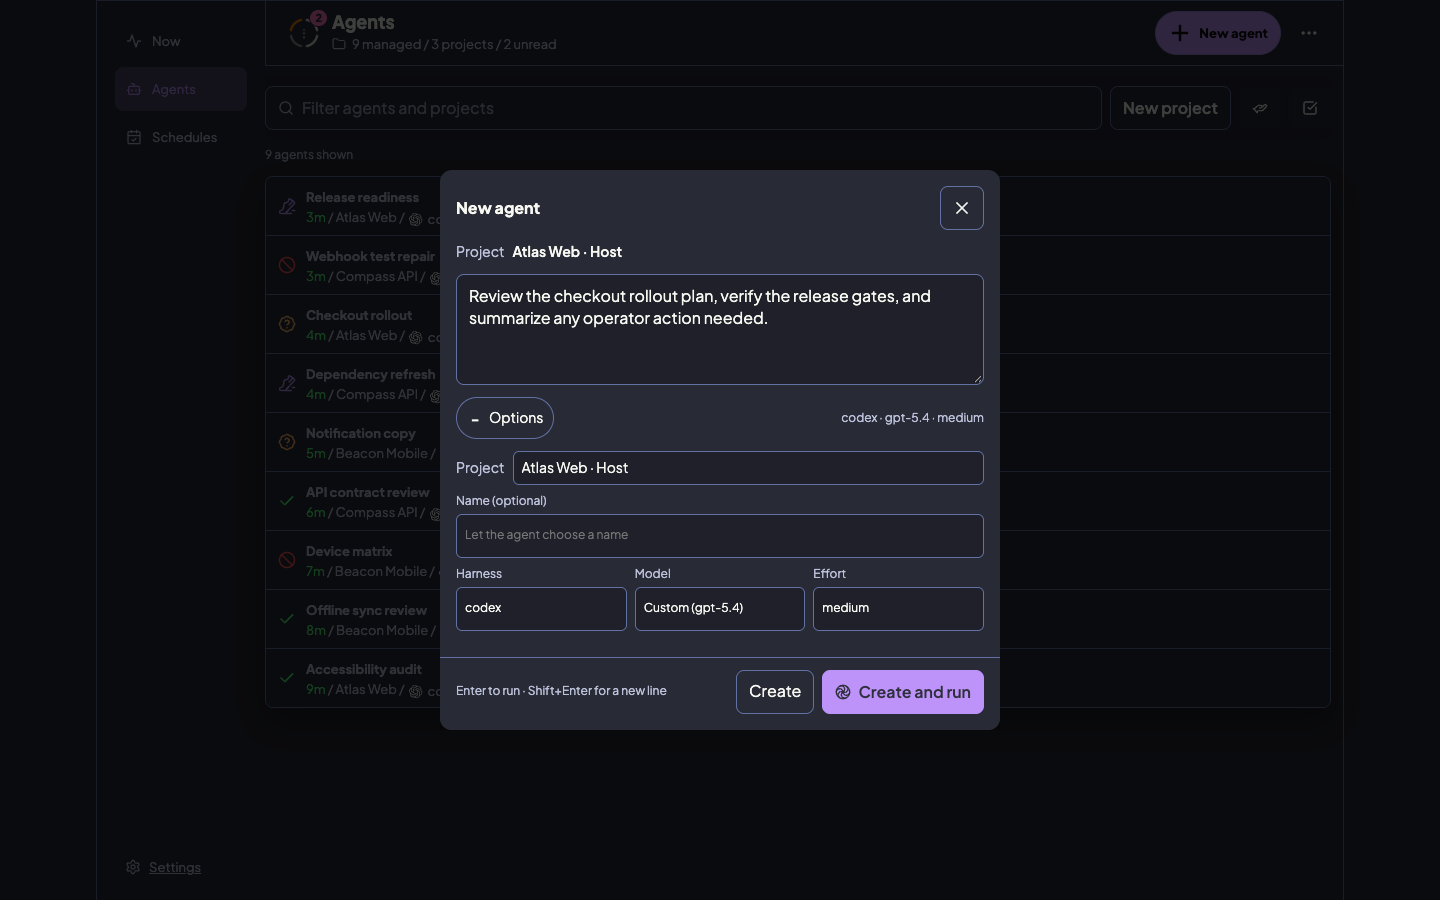 Now
Agents
Schedules
Settings
2
Agents
9 managed / 3 projects / 2 unread
New agent
Filter agents and projects
New project
9 agents shown
Release readiness
3m / Atlas Web /
Webhook test repair
3m / Compass API /
Checkout rollout
4m / Atlas Web /
Dependency refresh
4m / Compass API /
Notification copy
5m / Beacon Mobile /
API contract review
6m / Compass API /
Device matrix
7m / Beacon Mobile /
Offline sync review
8m / Beacon Mobile /
Accessibility audit
9m / Atlas Web /
New agent
Project Atlas Web · Host
Review the checkout rollout plan, verify the release gates, and
summarize any operator action needed.
- Options
codex · gpt-5.4 · medium
Project Atlas Web · Host
Name (optional)
Let the agent choose a name
Harness Model Effort
codex Custom (gpt-5.4) medium
Enter to run · Shift+Enter for a new line
Create
Create and run